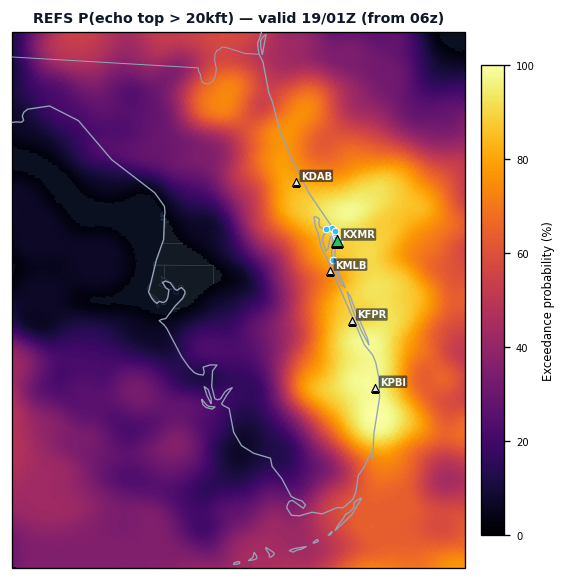 REFS P(echo top > 20kft) — valid 19/01Z (from 06z)
KDAB
KXMR
KMLB
KFPR
KPBI
100
80
60
40
20
0
Exceedance probability (%)